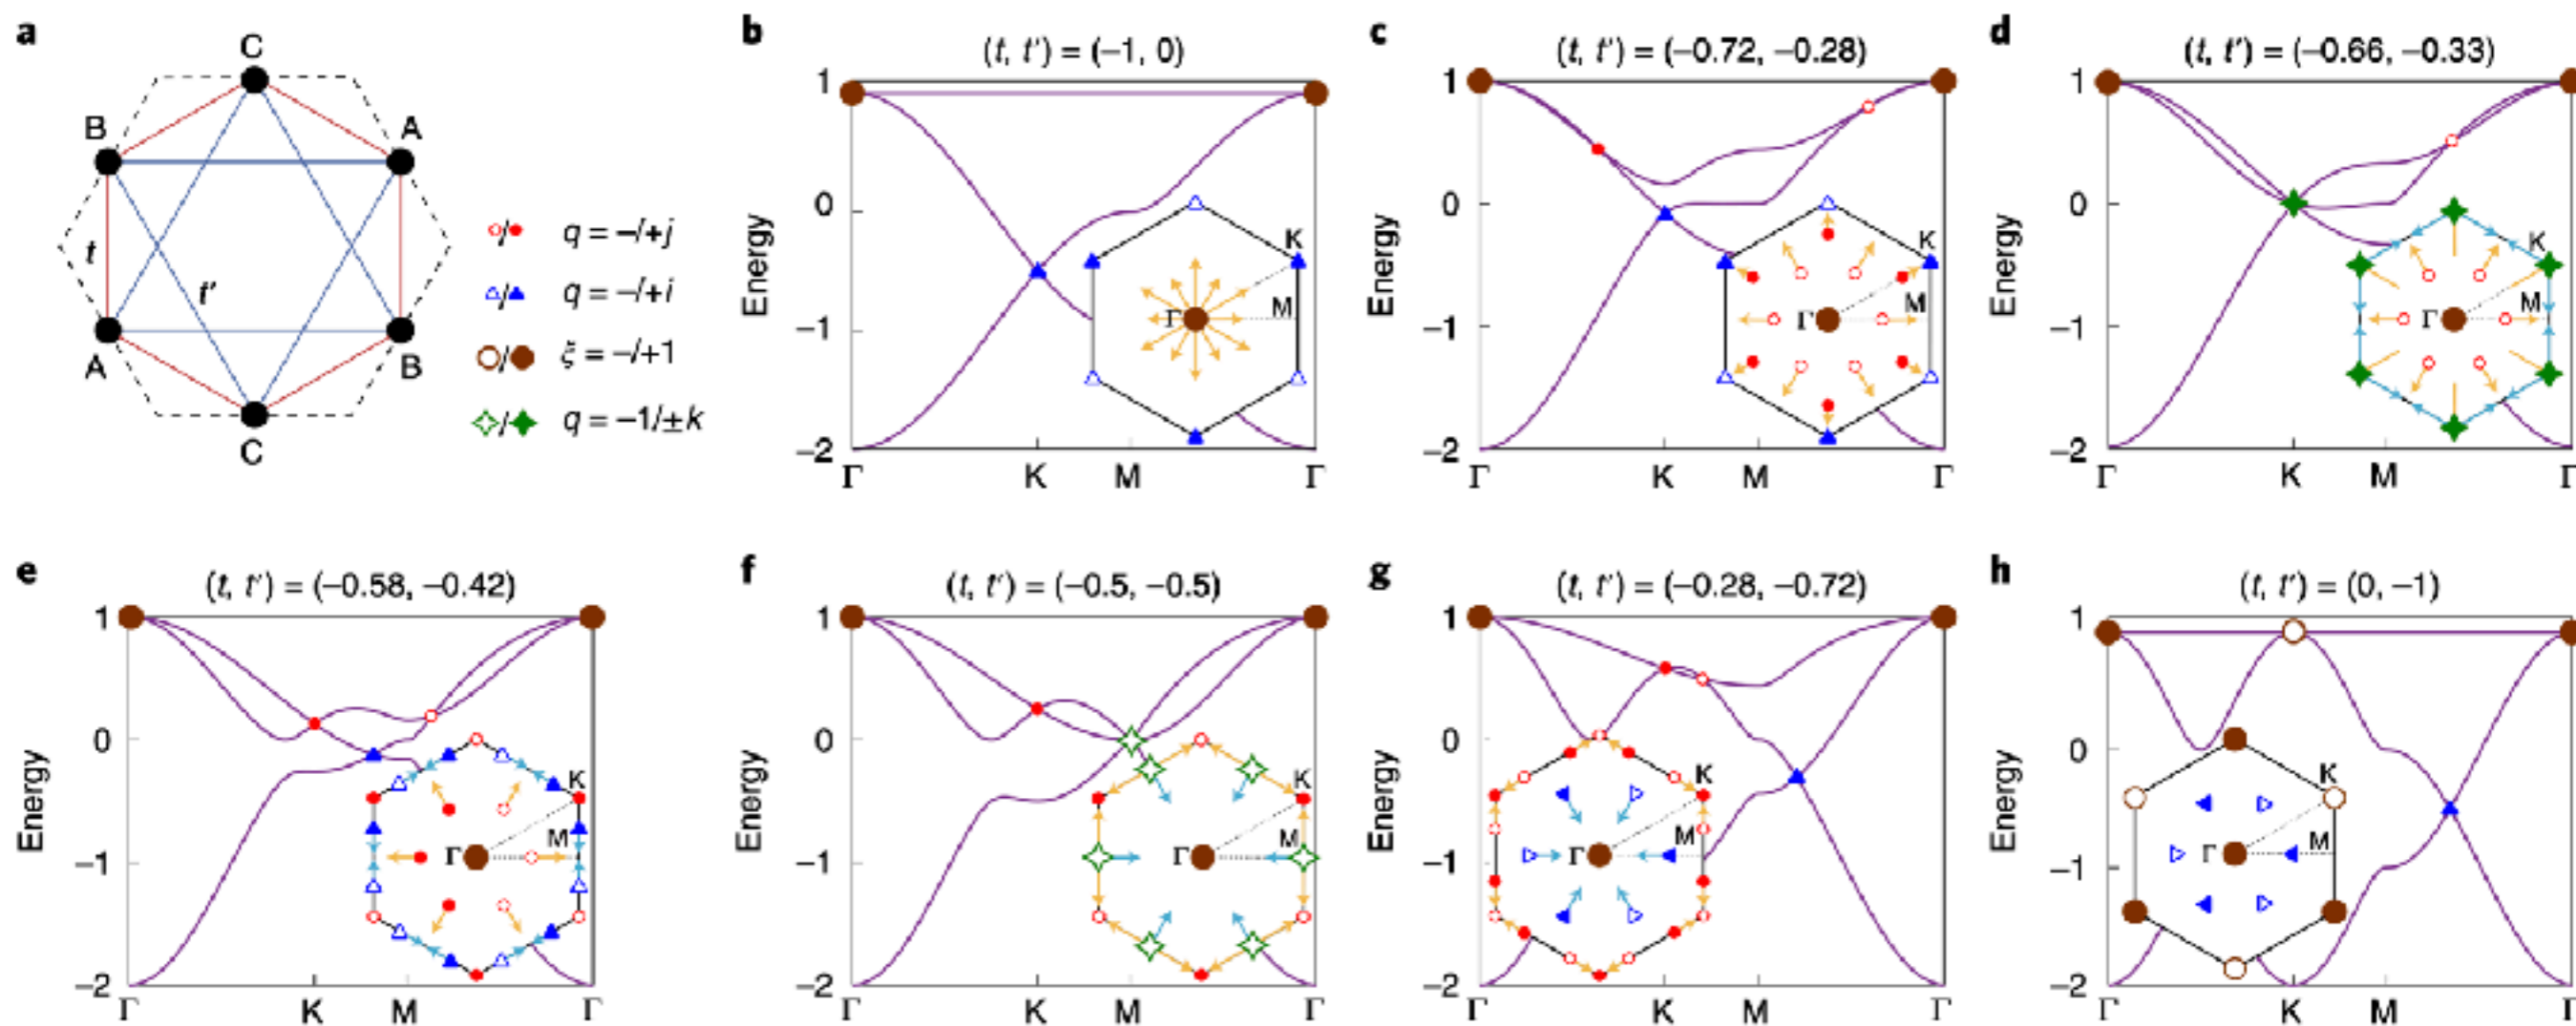 a
C
B
A
t
t′
A
B
C
q = −/+j
q = −/+i
ξ = −/+1
q = −1/±k
b
(t, t′) = (−1, 0)
1
0
−1
−2
Energy
Γ
K
M
Γ
K
M
Γ
c
(t, t′) = (−0.72, −0.28)
1
0
−1
−2
Energy
Γ
K
M
Γ
K
M
Γ
d
(t, t′) = (−0.66, −0.33)
1
0
−1
−2
Energy
Γ
K
M
Γ
K
M
Γ
e
(t, t′) = (−0.58, −0.42)
1
0
−1
−2
Energy
Γ
K
M
Γ
K
M
Γ
f
(t, t′) = (−0.5, −0.5)
1
0
−1
−2
Energy
Γ
K
M
Γ
K
M
Γ
g
(t, t′) = (−0.28, −0.72)
1
0
−1
−2
Energy
Γ
K
M
Γ
K
M
Γ
h
(t, t′) = (0, −1)
1
0
−1
−2
Energy
Γ
K
M
Γ
K
M
Γ